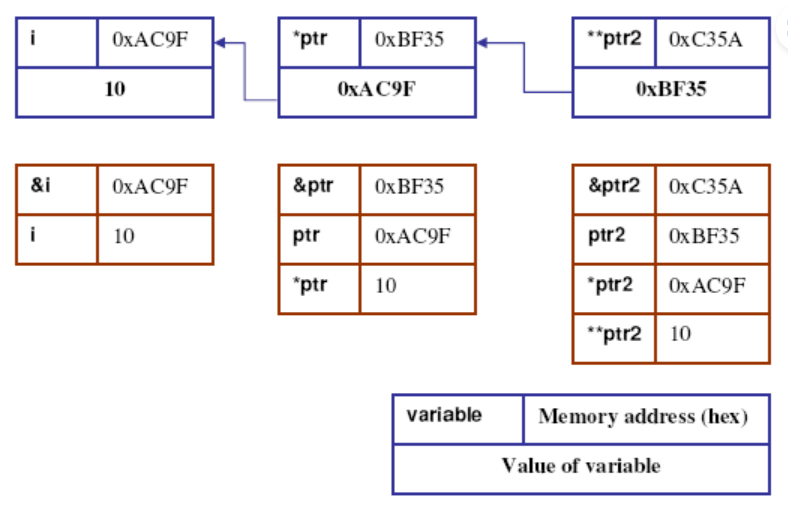 i 0xAC9F *ptr 0xBF35 **ptr2 0xC35A
10 0xAC9F 0xBF35
&i 0xAC9F &ptr 0xBF35 &ptr2 0xC35A
i 10 ptr 0xAC9F ptr2 0xBF35
*ptr 10 *ptr2 0xAC9F
**ptr2 10
variable Memory address (hex)
Value of variable